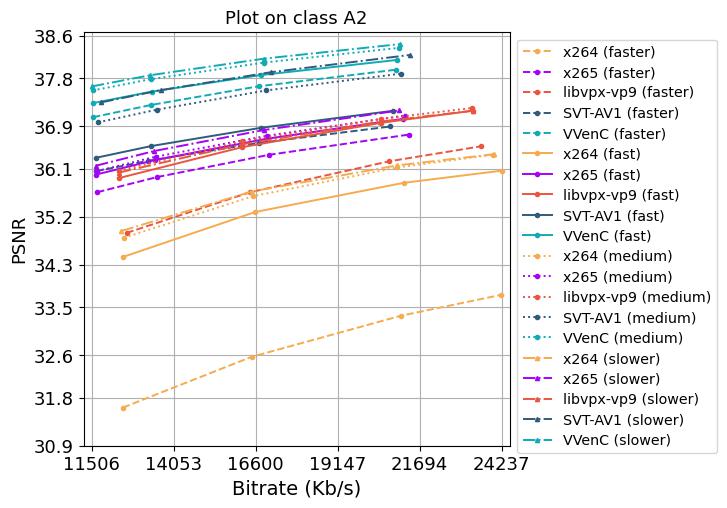 Plot on class A2
38.6
37.8
36.9
36.1
35.2
34.3
33.5
32.6
31.8
30.9
PSNR
11506 14053 16600 19147 21694 24237
Bitrate (Kb/s)
x264 (faster)
x265 (faster)
libvpx-vp9 (faster)
SVT-AV1 (faster)
VVenC (faster)
x264 (fast)
x265 (fast)
libvpx-vp9 (fast)
SVT-AV1 (fast)
VVenC (fast)
x264 (medium)
x265 (medium)
libvpx-vp9 (medium)
SVT-AV1 (medium)
VVenC (medium)
x264 (slower)
x265 (slower)
libvpx-vp9 (slower)
SVT-AV1 (slower)
VVenC (slower)